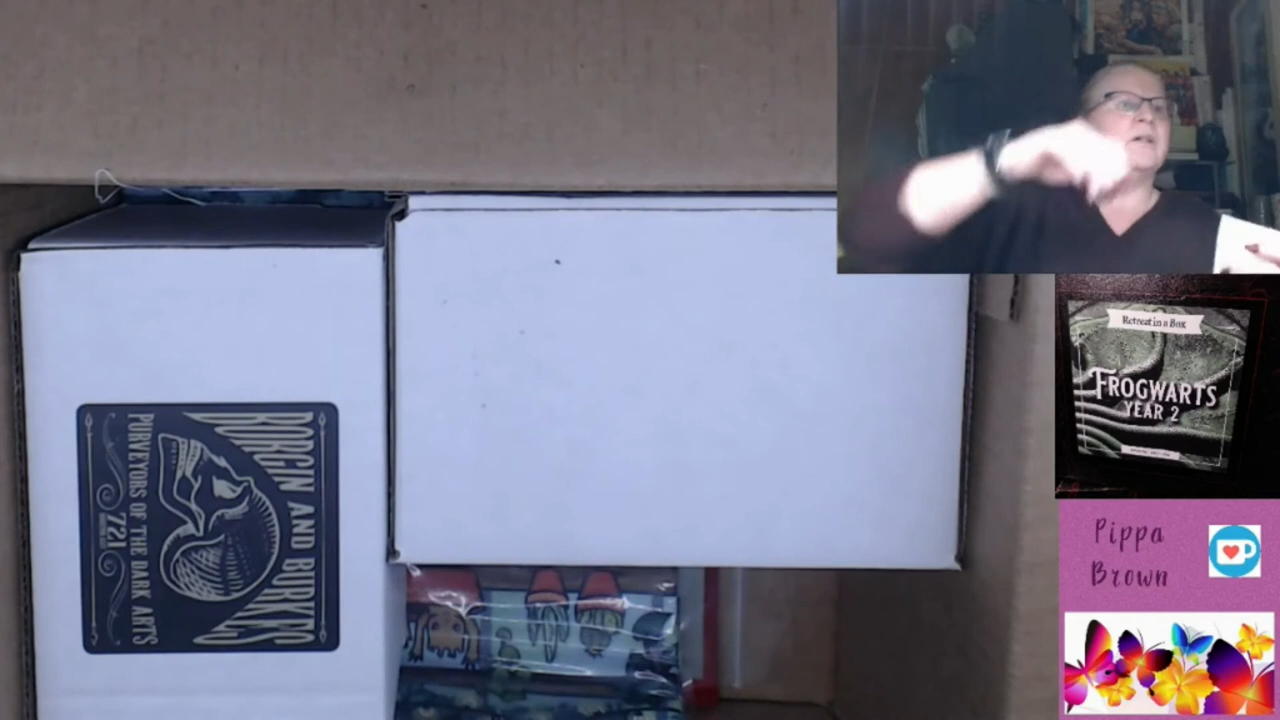 BORGIN AND BURKES
PURVEYORS OF THE DARK ARTS
721
Retreat in a Box
FROGWARTS
YEAR 2
Pippa
Brown